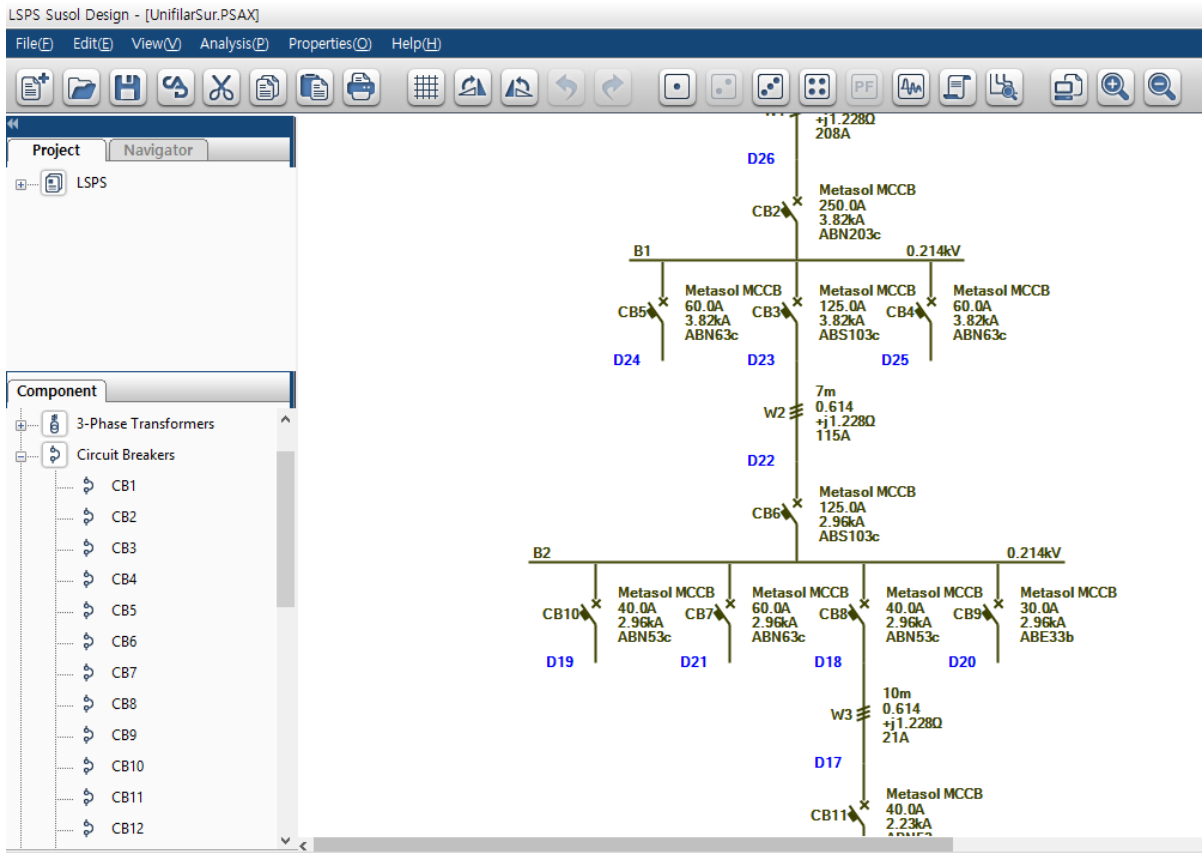 LSPS Susol Design - [UnifilarSur.PSAX]
File(F) Edit(E) View(V) Analysis(P) Properties(O) Help(H)
PF
Project Navigator
LSPS
Component
3-Phase Transformers
Circuit Breakers
CB1
CB2
CB3
CB4
CB5
CB6
CB7
CB8
CB9
CB10
CB11
CB12
+j1.228Ω
208A
D26
CB2
Metasol MCCB
250.0A
3.82kA
ABN203c
B1
0.214kV
CB5
Metasol MCCB
60.0A
3.82kA
ABN63c
CB3
Metasol MCCB
125.0A
3.82kA
ABS103c
CB4
Metasol MCCB
60.0A
3.82kA
ABN63c
D24
D23
D25
W2
7m
0.614
+j1.228Ω
115A
D22
CB6
Metasol MCCB
125.0A
2.96kA
ABS103c
B2
0.214kV
CB10
Metasol MCCB
40.0A
2.96kA
ABN53c
CB7
Metasol MCCB
60.0A
2.96kA
ABN63c
CB8
Metasol MCCB
40.0A
2.96kA
ABN53c
CB9
Metasol MCCB
30.0A
2.96kA
ABE33b
D19
D21
D18
D20
W3
10m
0.614
+j1.228Ω
21A
D17
CB11
Metasol MCCB
40.0A
2.23kA